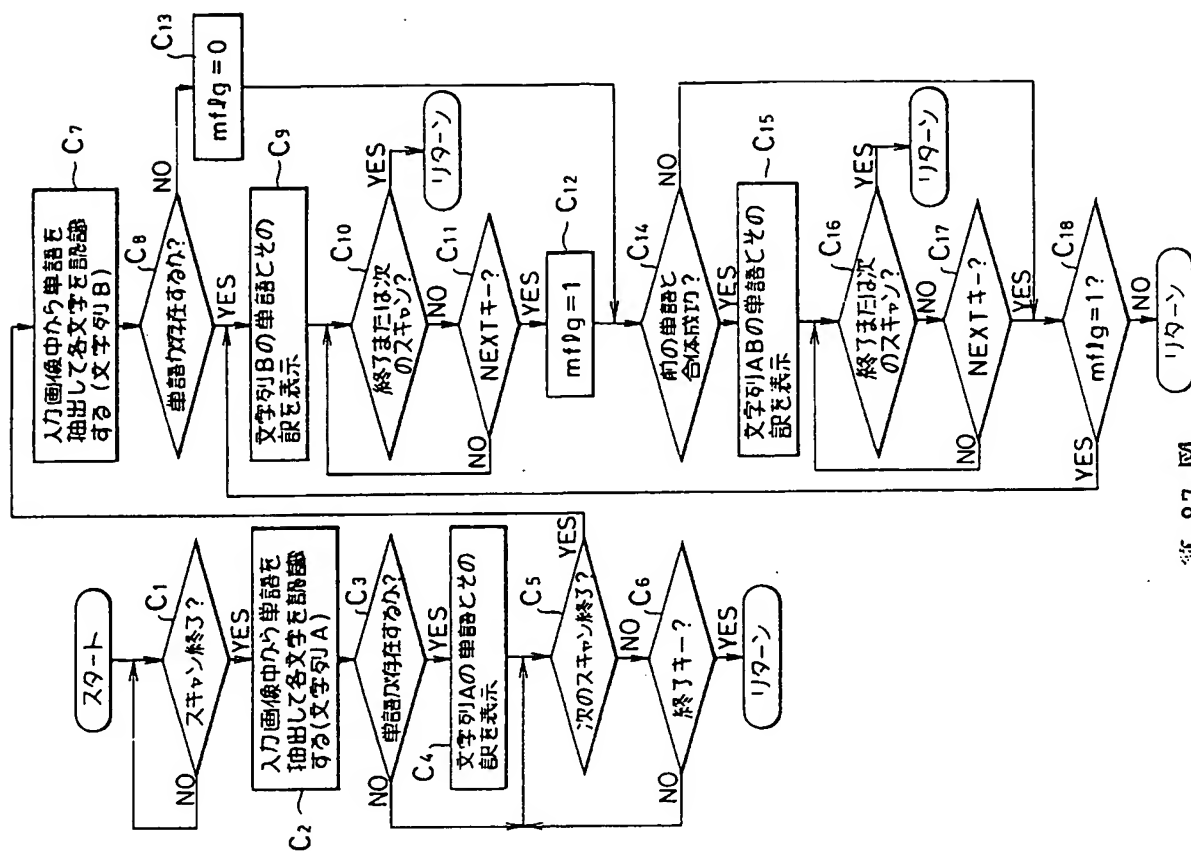 スタート
C1
スキャン終了?
NO
YES
C2
入力画像中から単語を
抽出して各文字を認識
する(文字列A)
C3
単語が存在するか?
NO
YES
C4
文字列Aの単語とその
訳を表示
C5
次のスキャン終了?
YES
NO
C6
終了キー?
NO
YES
リターン
C7
入力画像中から単語を
抽出して各文字を認識
する(文字列B)
C8
単語が存在するか?
NO
YES
C13
mflg=0
C9
文字列Bの単語とその
訳を表示
C10
終了または次
のスキャン?
YES
リターン
NO
C11
NEXTキー?
NO
YES
C12
mflg=1
C14
前の単語と
合体成功?
NO
YES
C15
文字列ABの単語とその
訳を表示
C16
終了または次
のスキャン?
YES
リターン
NO
C17
NEXTキー?
NO
YES
C18
mflg=1?
YES
NO
リターン
第 87 図